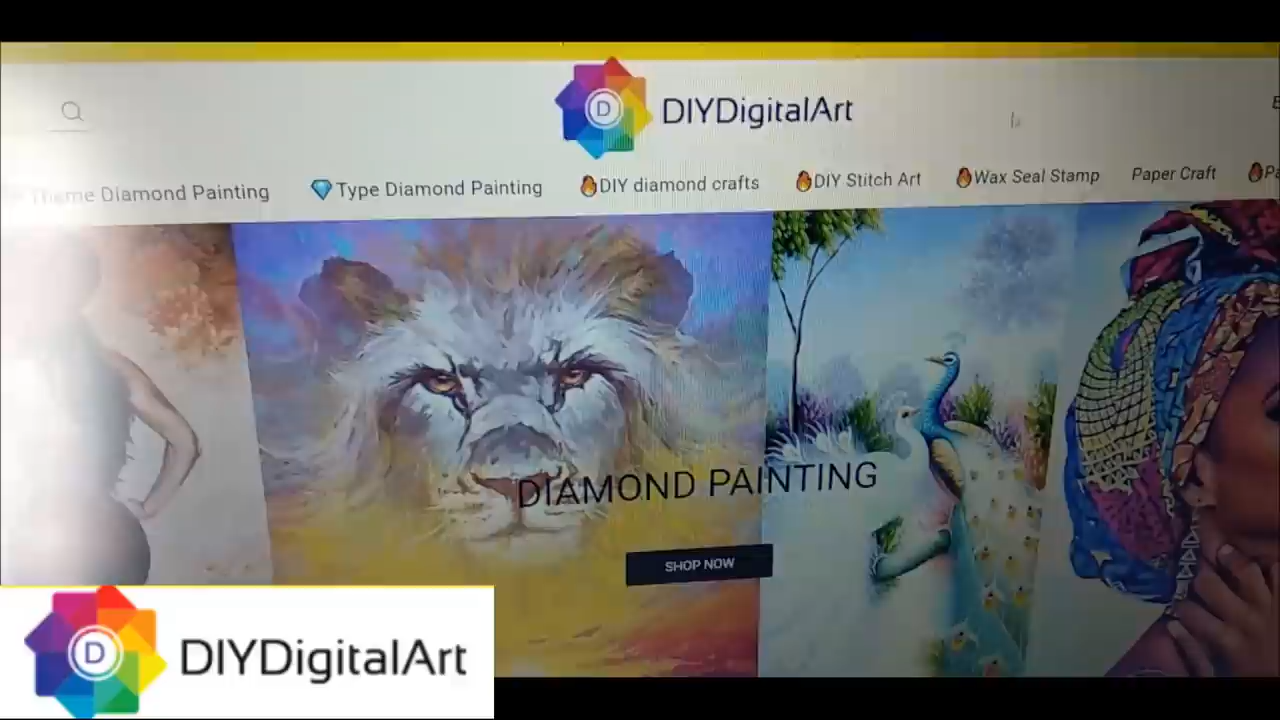 D DIYDigitalArt
Theme Diamond Painting
Type Diamond Painting
DIY diamond crafts
DIY Stitch Art
Wax Seal Stamp
Paper Craft
DIAMOND PAINTING
SHOP NOW
D DIYDigitalArt